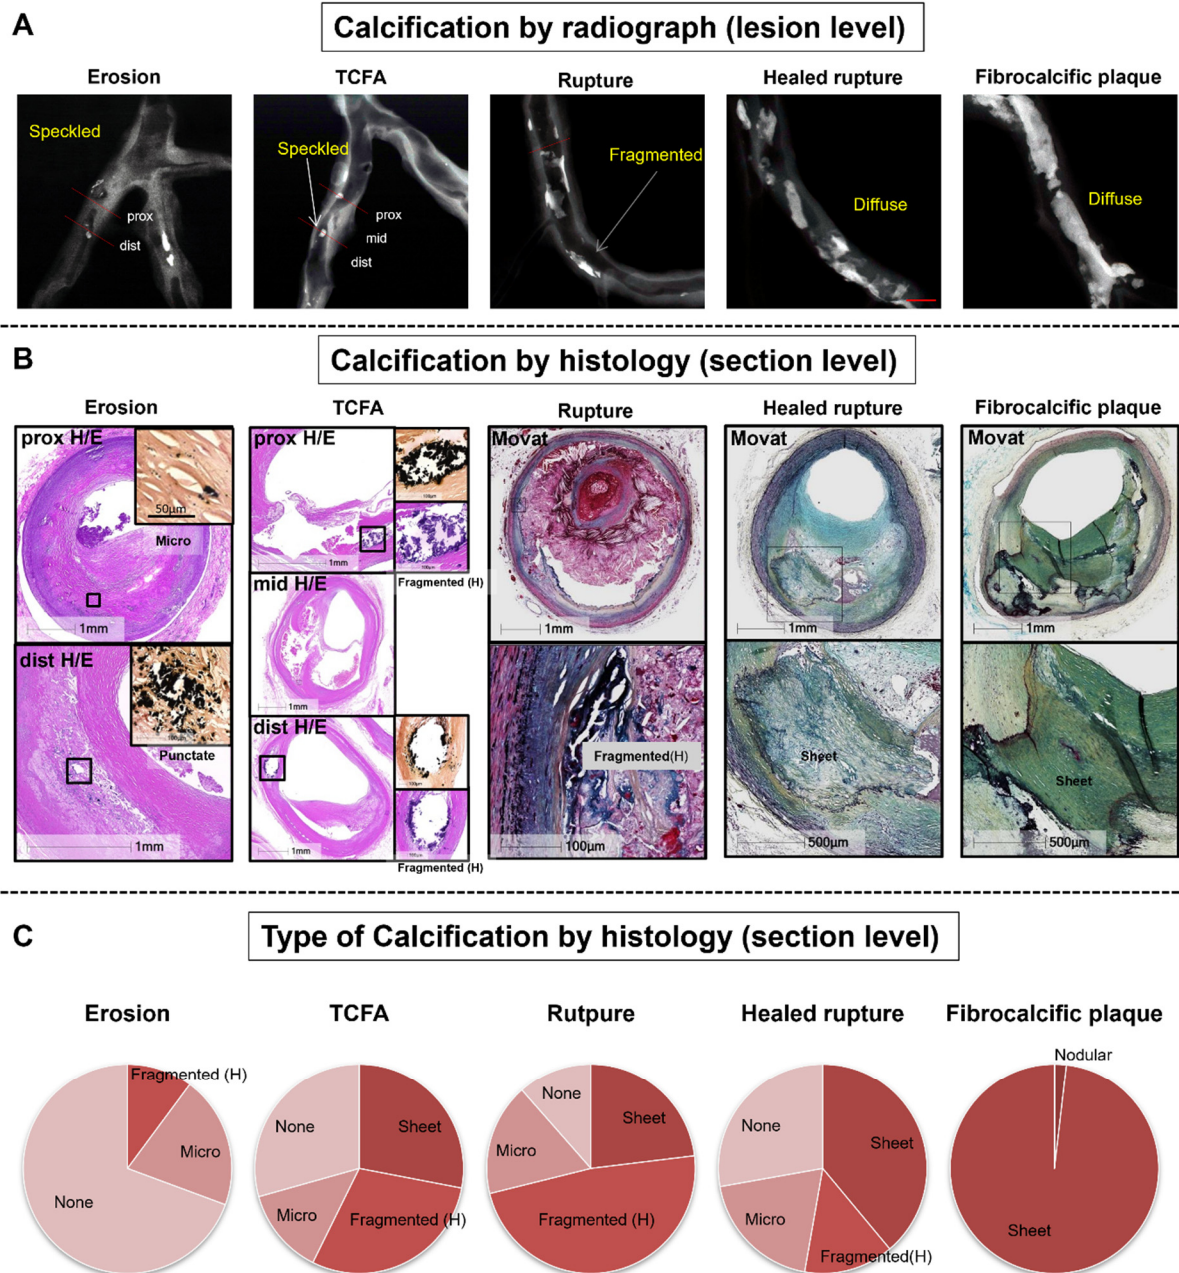 A
Calcification by radiograph (lesion level)
Erosion
TCFA
Rupture
Healed rupture
Fibrocalcific plaque
Speckled
prox
dist
Speckled
prox
mid
dist
Fragmented
Diffuse
Diffuse
B
Calcification by histology (section level)
Erosion
TCFA
Rupture
Healed rupture
Fibrocalcific plaque
prox H/E
50μm
Micro
1mm
dist H/E
Punctate
1mm
prox H/E
1mm
100μm
100μm
Fragmented (H)
mid H/E
1mm
dist H/E
1mm
100μm
Fragmented (H)
Movat
1mm
Fragmented(H)
100μm
Movat
1mm
Sheet
500μm
Movat
1mm
Sheet
500μm
C
Type of Calcification by histology (section level)
Erosion
TCFA
Rutpure
Healed rupture
Fibrocalcific plaque
Fragmented (H)
Micro
None
None
Sheet
Micro
Fragmented (H)
None
Sheet
Micro
Fragmented (H)
None
Sheet
Micro
Fragmented(H)
Nodular
Sheet